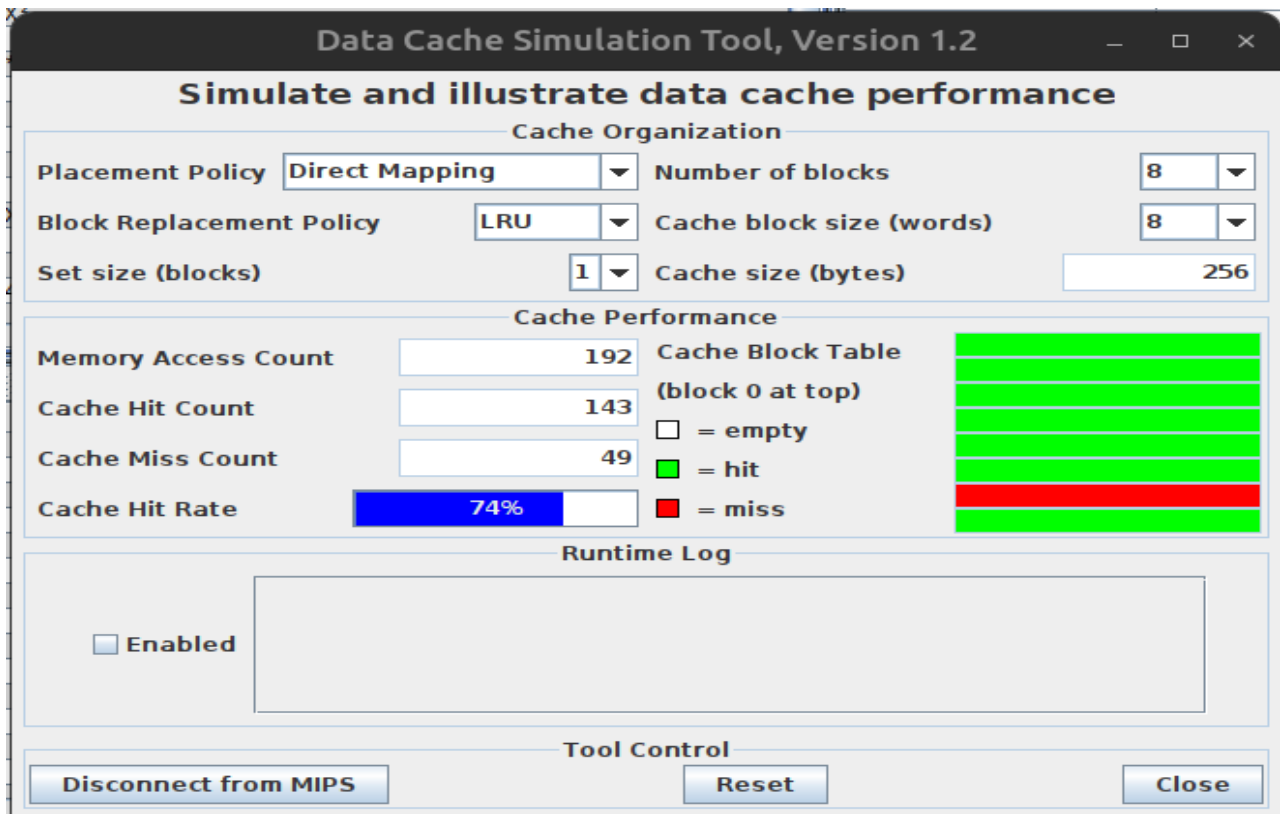 Data Cache Simulation Tool, Version 1.2
Simulate and illustrate data cache performance
Cache Organization
Placement Policy Direct Mapping Number of blocks 8
Block Replacement Policy LRU Cache block size (words) 8
Set size (blocks) 1 Cache size (bytes) 256
Cache Performance
Memory Access Count 192 Cache Block Table
(block 0 at top)
Cache Hit Count 143
= empty
Cache Miss Count 49
= hit
Cache Hit Rate 74% = miss
Runtime Log
Enabled
Tool Control
Disconnect from MIPS Reset Close